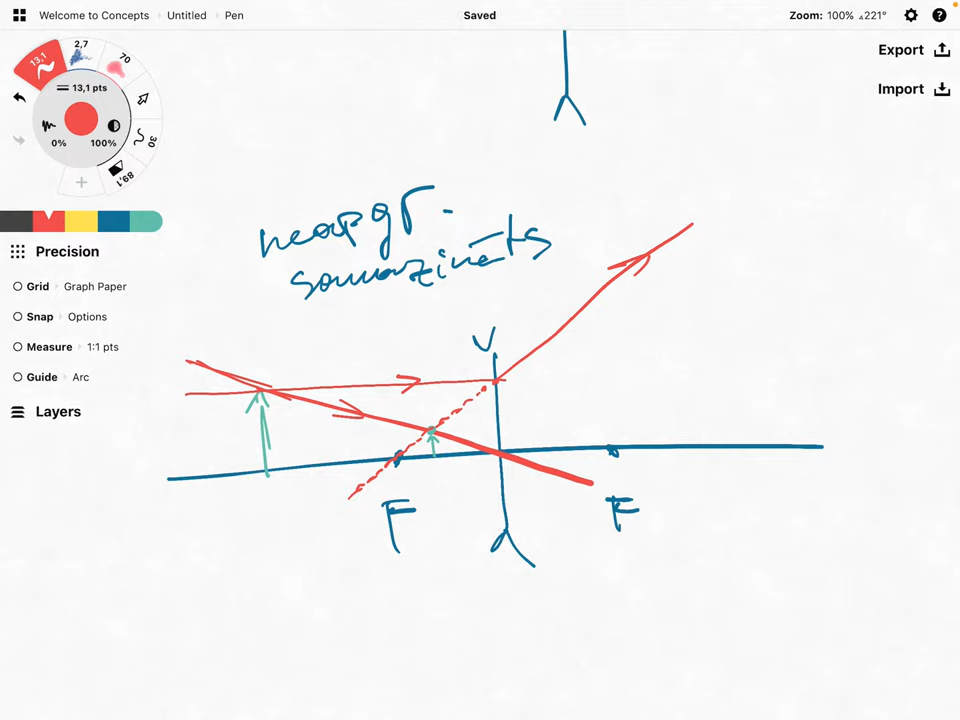 Welcome to Concepts › Untitled › Pen
Saved
Zoom: 100% ⦟221°
Export
Import
13,1
2,7
70
13,1 pts
0%
100%
30
89,1
Precision
Grid › Graph Paper
Snap › Options
Measure › 1:1 pts
Guide › Arc
Layers
V
F
F